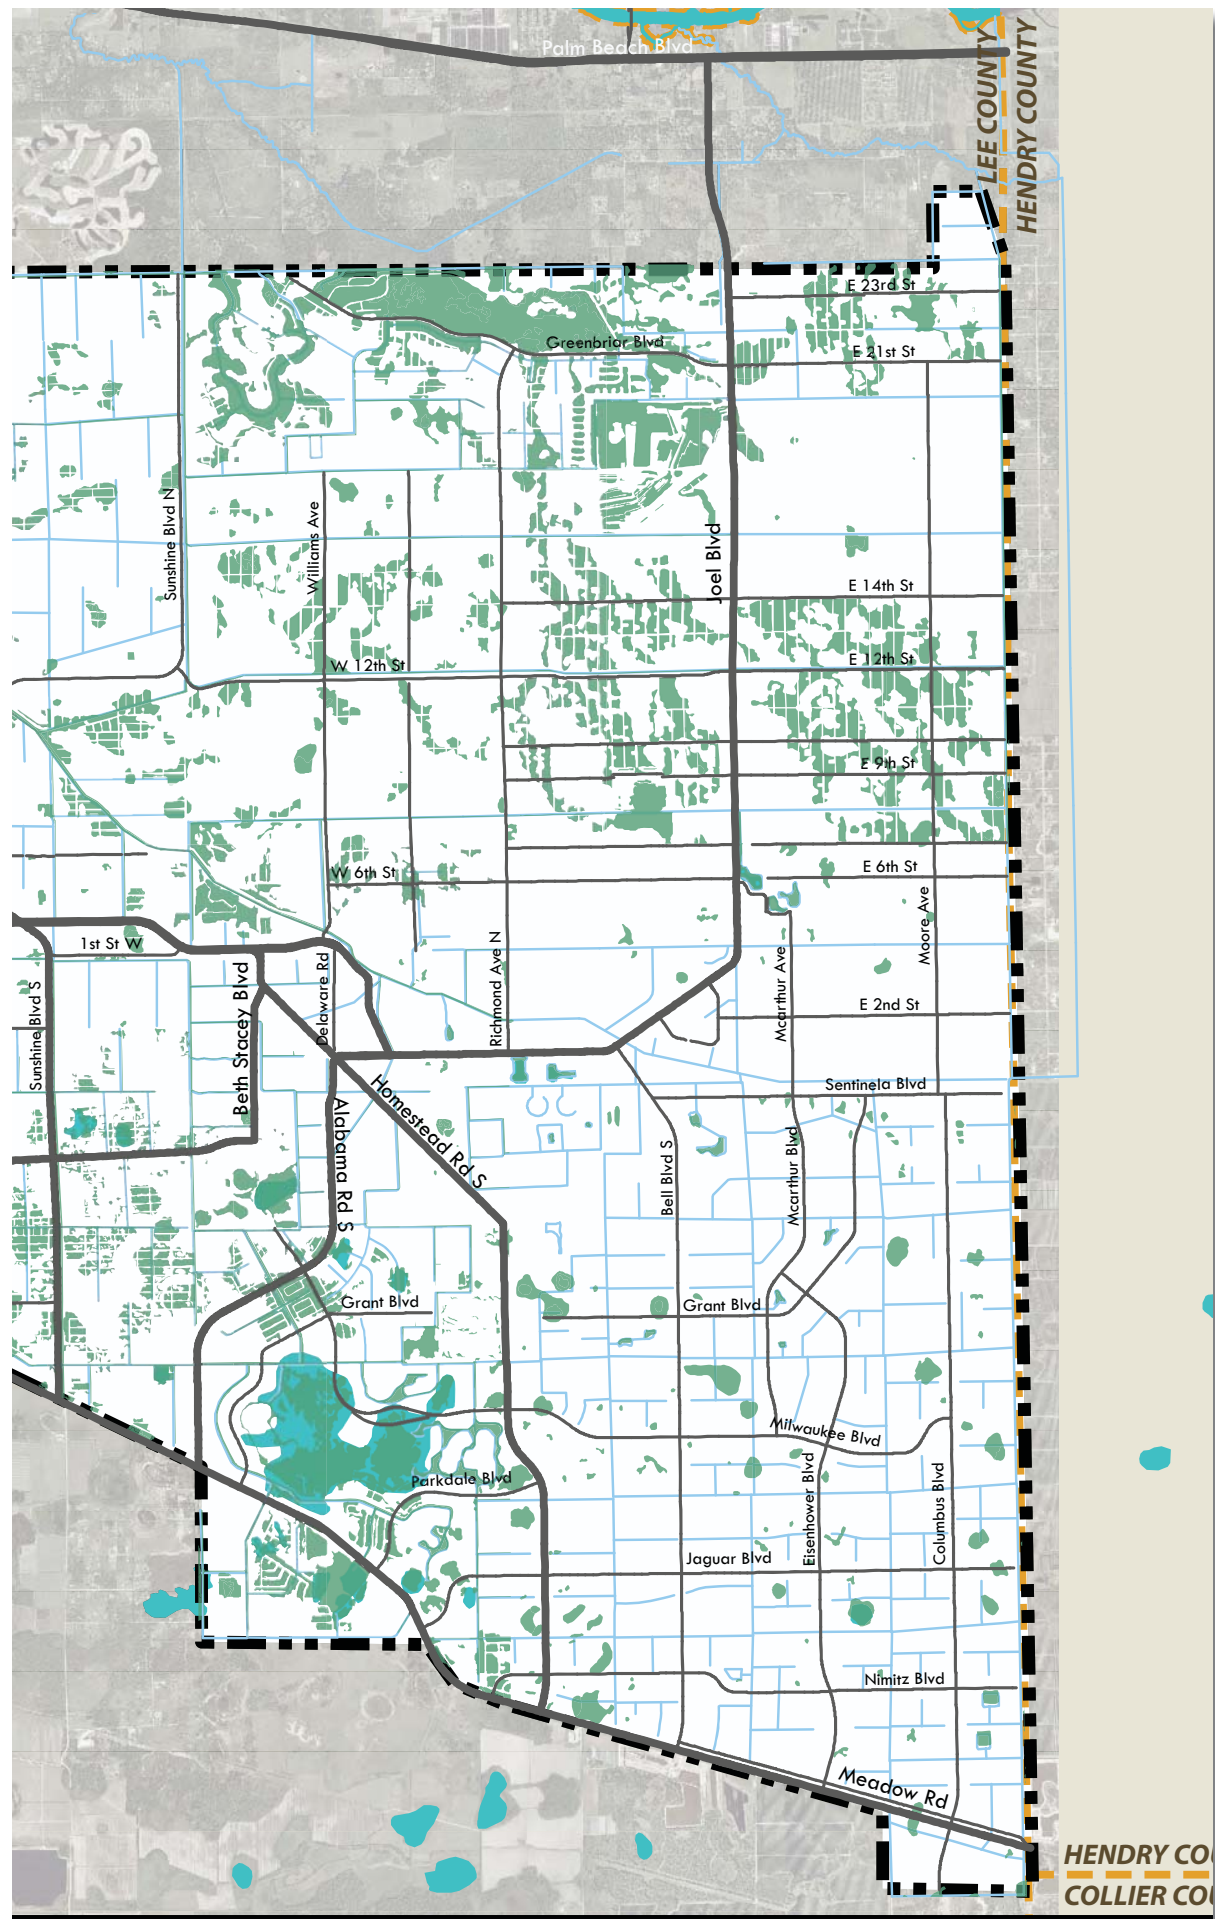 Palm Beach Blvd
LEE COUNTY
HENDRY COUNTY
E 23rd St
Greenbriar Blvd
E 21st St
Sunshine Blvd N
Williams Ave
Joel Blvd
E 14th St
W 12th St
E 12th St
E 9th St
W 6th St
E 6th St
Moore Ave
1st St W
Richmond Ave N
Mcarthur Ave
Delaware Rd
Beth Stacey Blvd
Sunshine Blvd S
E 2nd St
Sentinela Blvd
Homestead Rd S
Alabama Rd S
Bell Blvd S
Mcarthur Blvd
Grant Blvd
Grant Blvd
Milwaukee Blvd
Parkdale Blvd
Eisenhower Blvd
Columbus Blvd
Jaguar Blvd
Nimitz Blvd
Meadow Rd
HENDRY CO
COLLIER CO